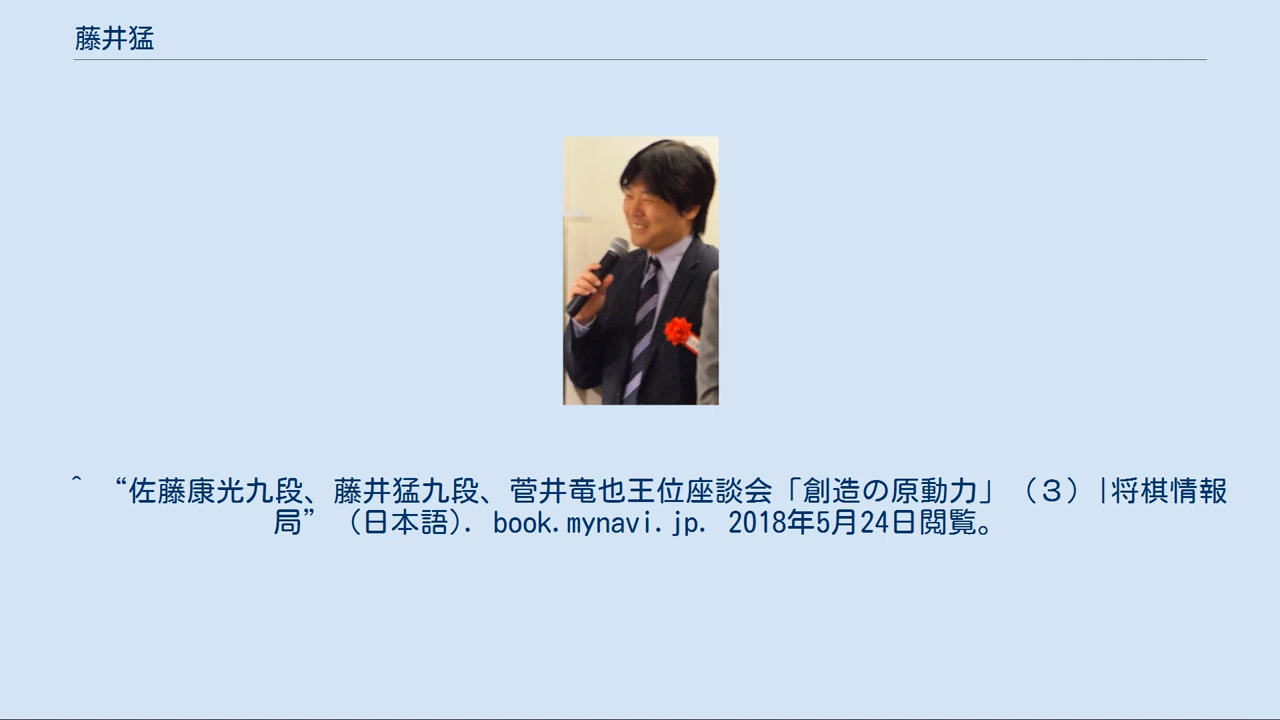 藤井猛
^ “佐藤康光九段、藤井猛九段、菅井竜也王位座談会「創造の原動力」（３）|将棋情報
局” （日本語). book.mynavi.jp. 2018年5月24日閲覧。